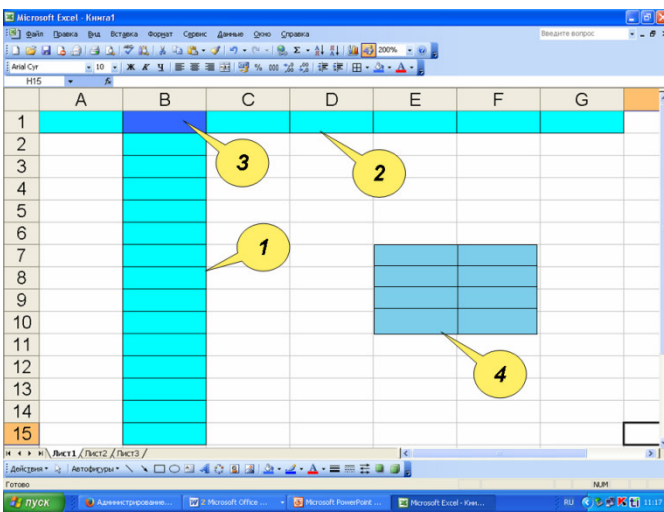 Microsoft Excel - Книга1
Файл Правка Вид Вставка Формат Сервис Данные Окно Справка
Введите вопрос
200%
Arial Cyr 10 Ж К Ч % 000
H15 fx
A B C D E F G
1
2
3
4
5
6
7
8
9
10
11
12
13
14
15
3
2
1
4
Лист1 / Лист2 / Лист3 /
Действия Автофигуры
Готово NUM
пуск Администрирование... 2 Microsoft Office ... Microsoft PowerPoint ... Microsoft Excel - Кни... RU 11:17